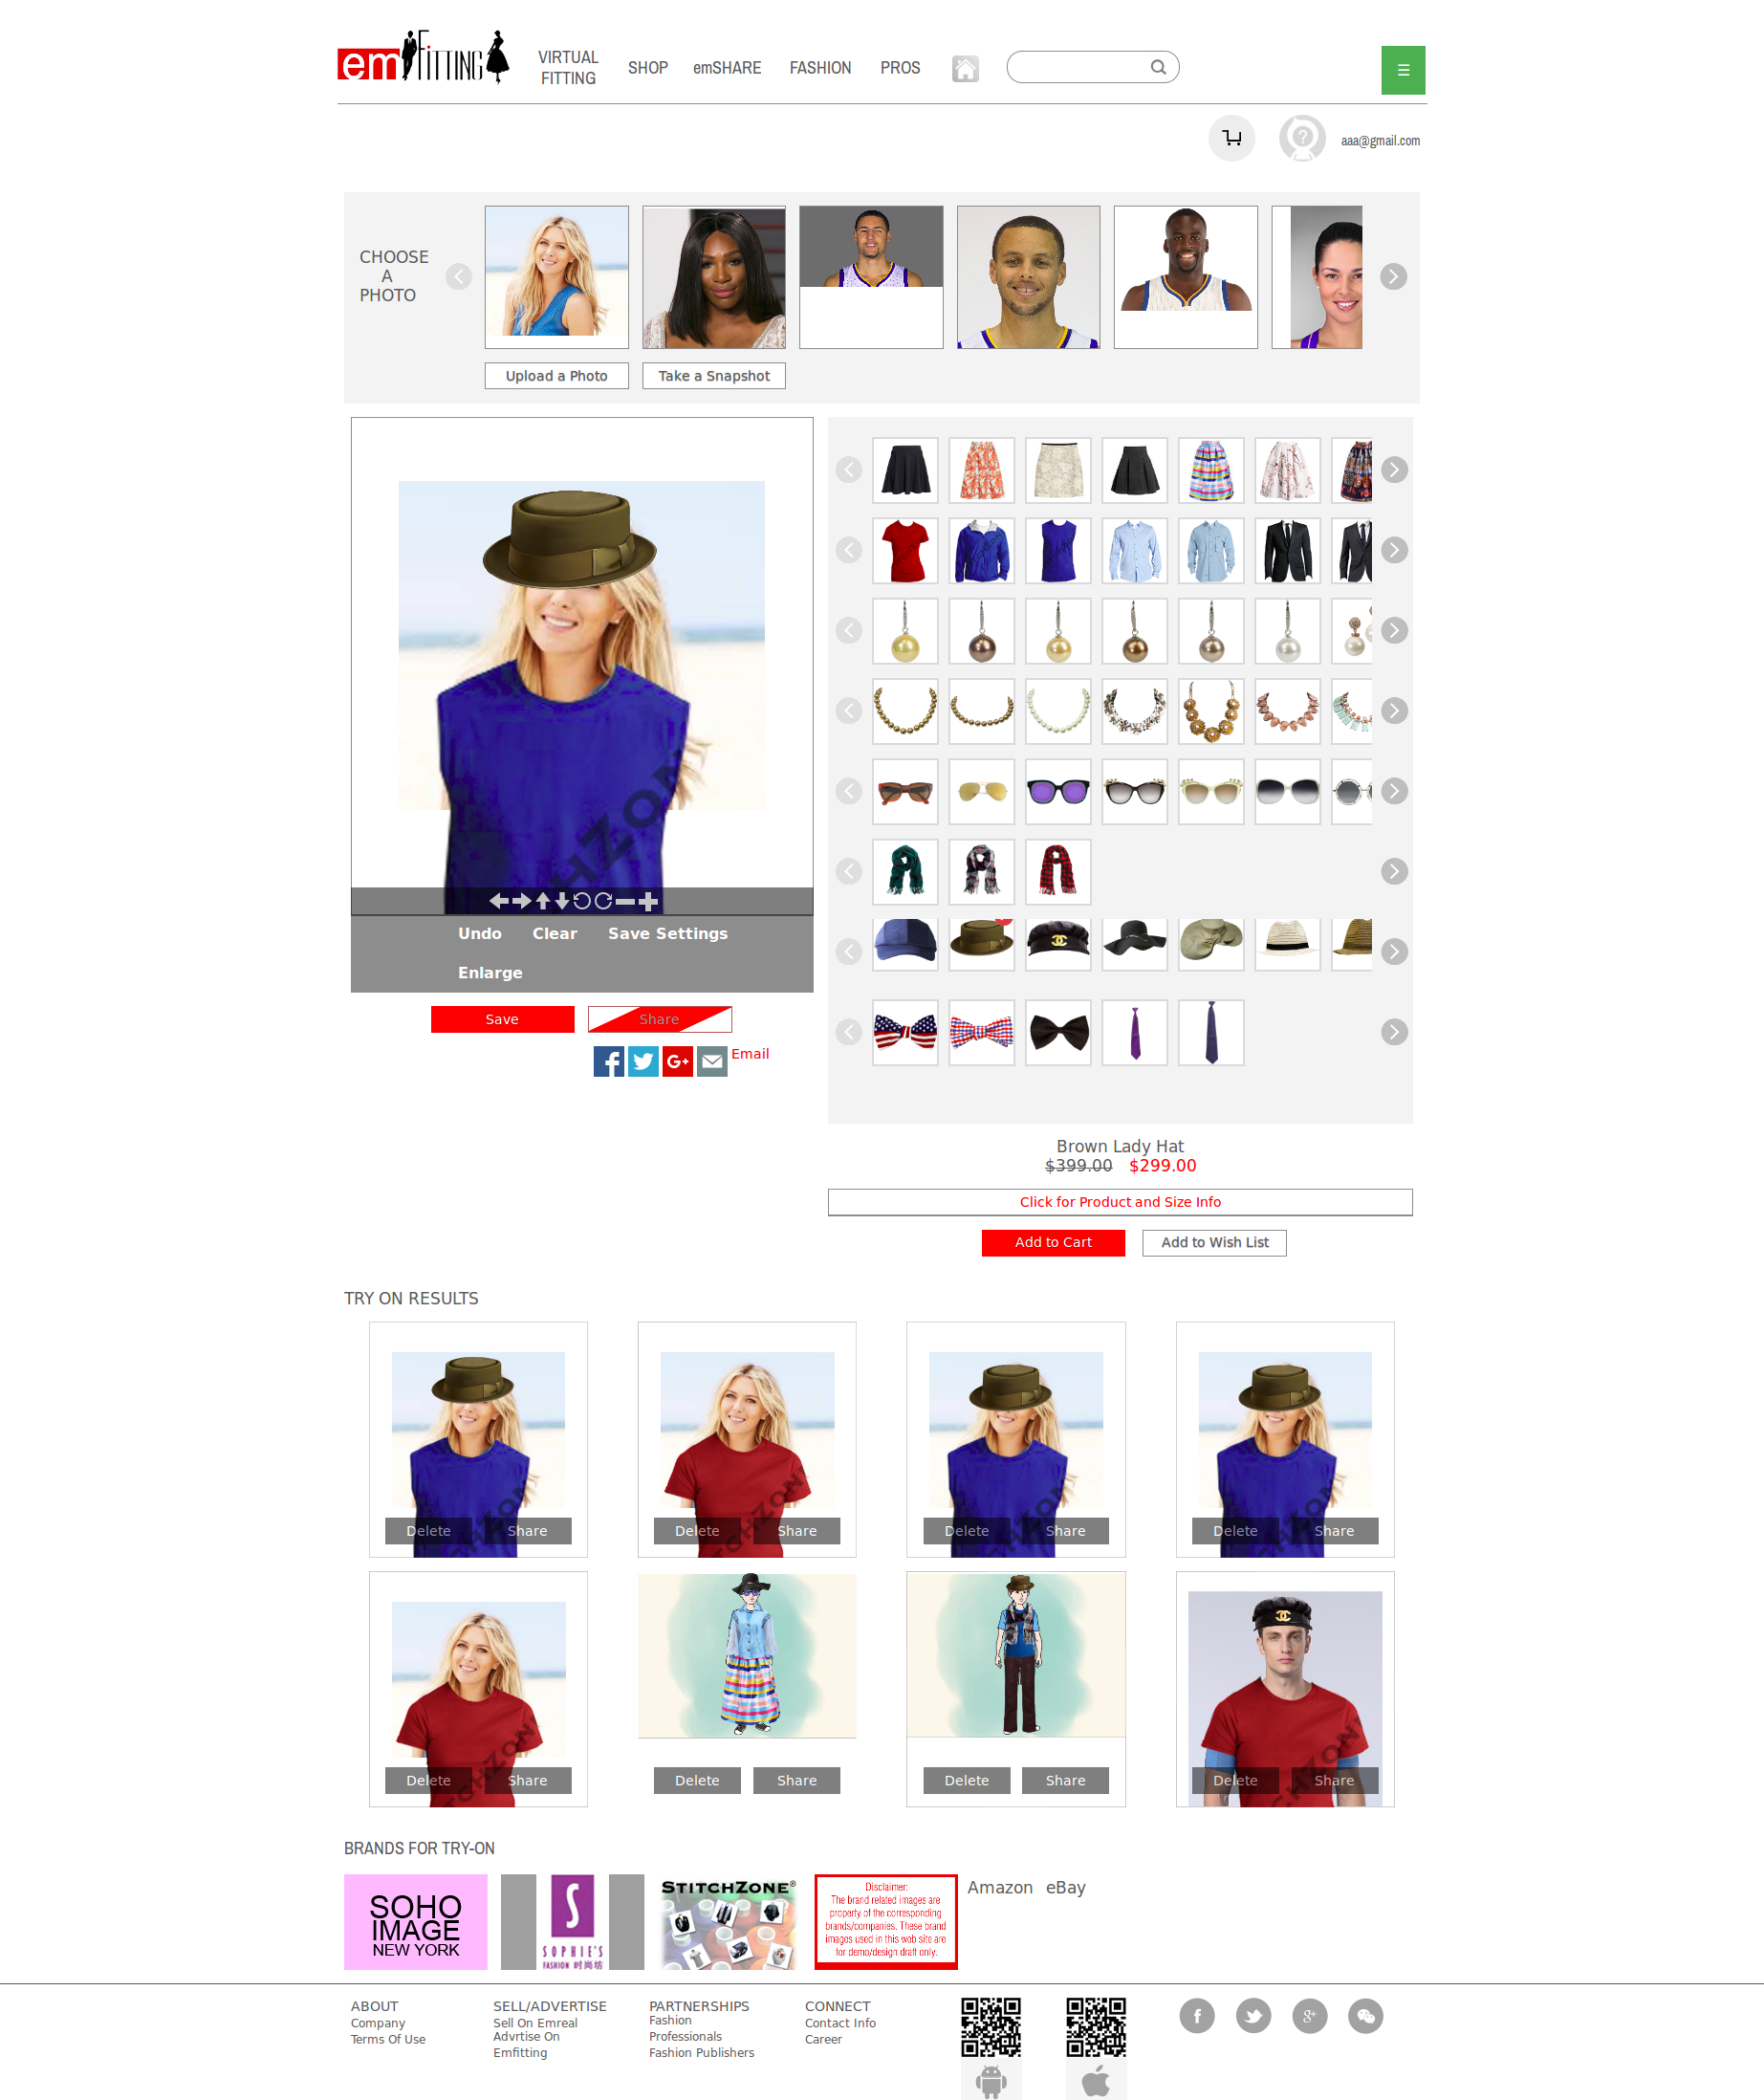 em FITTING
VIRTUAL
FITTING
SHOP
emSHARE
FASHION
PROS
aaa@gmail.com
CHOOSE
A
PHOTO
Upload a Photo
Take a Snapshot
HZON
Undo
Clear
Save Settings
Enlarge
Save
Share
Email
Brown Lady Hat
$399.00 $299.00
Click for Product and Size Info
Add to Cart
Add to Wish List
TRY ON RESULTS
Delete
Share
Delete
Share
Delete
Share
Delete
Share
Delete
Share
Delete
Share
Delete
Share
Delete
Share
BRANDS FOR TRY-ON
SOHO
IMAGE
NEW YORK
S
SOPHIE'S
FASHION 时尚坊
STITCHZONE®
Disclaimer:
The brand related images are
property of the corresponding
brands/companies. These brand
images used in this web site are
for demo/design draft only.
Amazon
eBay
ABOUT
Company
Terms Of Use
SELL/ADVERTISE
Sell On Emreal
Advrtise On
Emfitting
PARTNERSHIPS
Fashion
Professionals
Fashion Publishers
CONNECT
Contact Info
Career